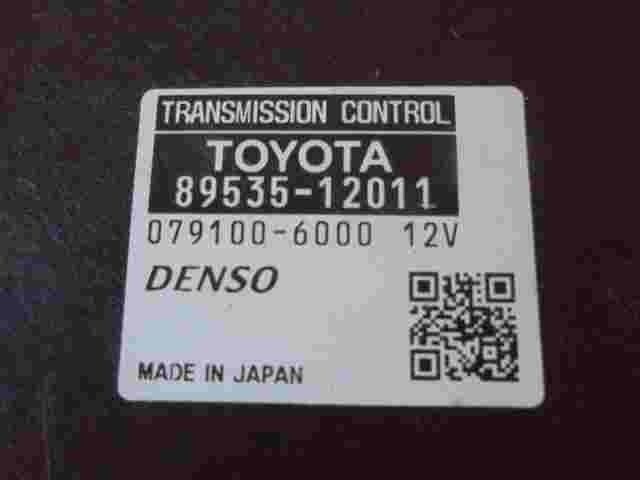 TRANSMISSION CONTROL
TOYOTA
89535-12011
079100-6000 12V
DENSO
MADE IN JAPAN